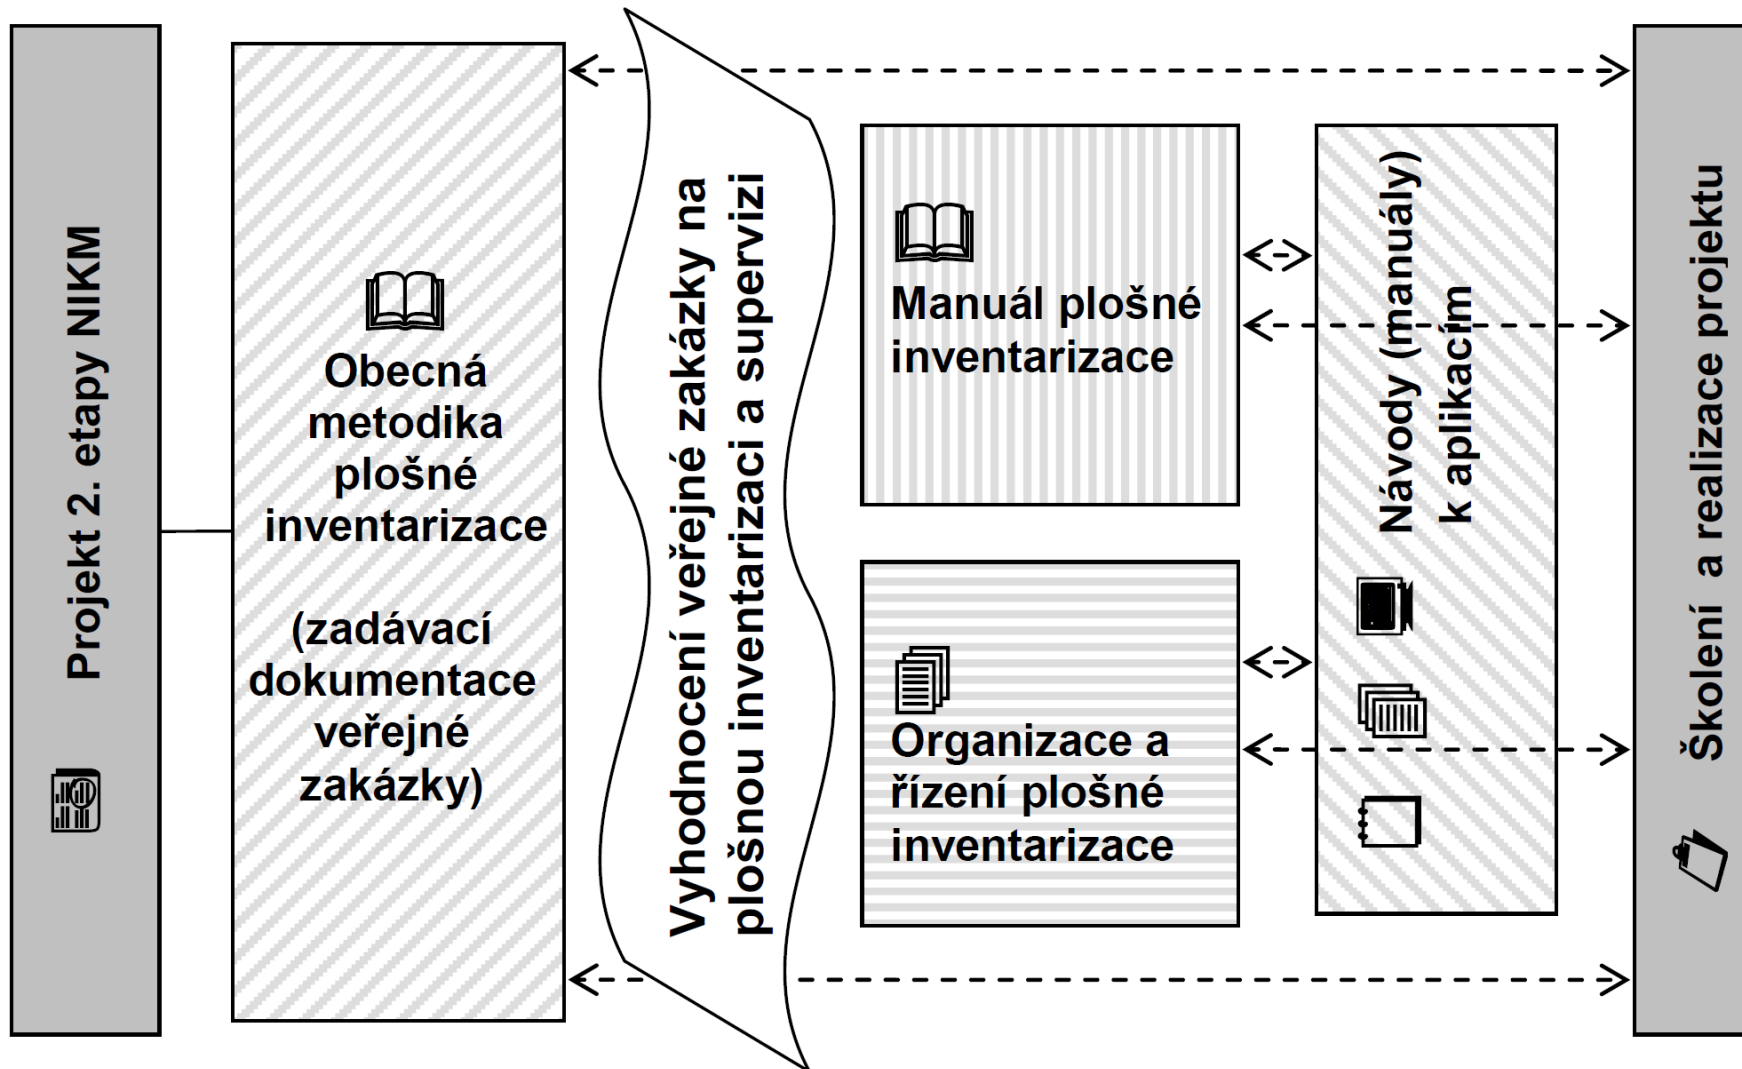 Projekt 2. etapy NIKM
Obecná
metodika
plošné
inventarizace
(zadávací
dokumentace
veřejné
zakázky)
Vyhodnocení veřejné zakázky na
plošnou inventarizaci a supervizi
Manuál plošné
inventarizace
Organizace a
řízení plošné
inventarizace
Návody (manuály)
k aplikacím
Školení a realizace projektu